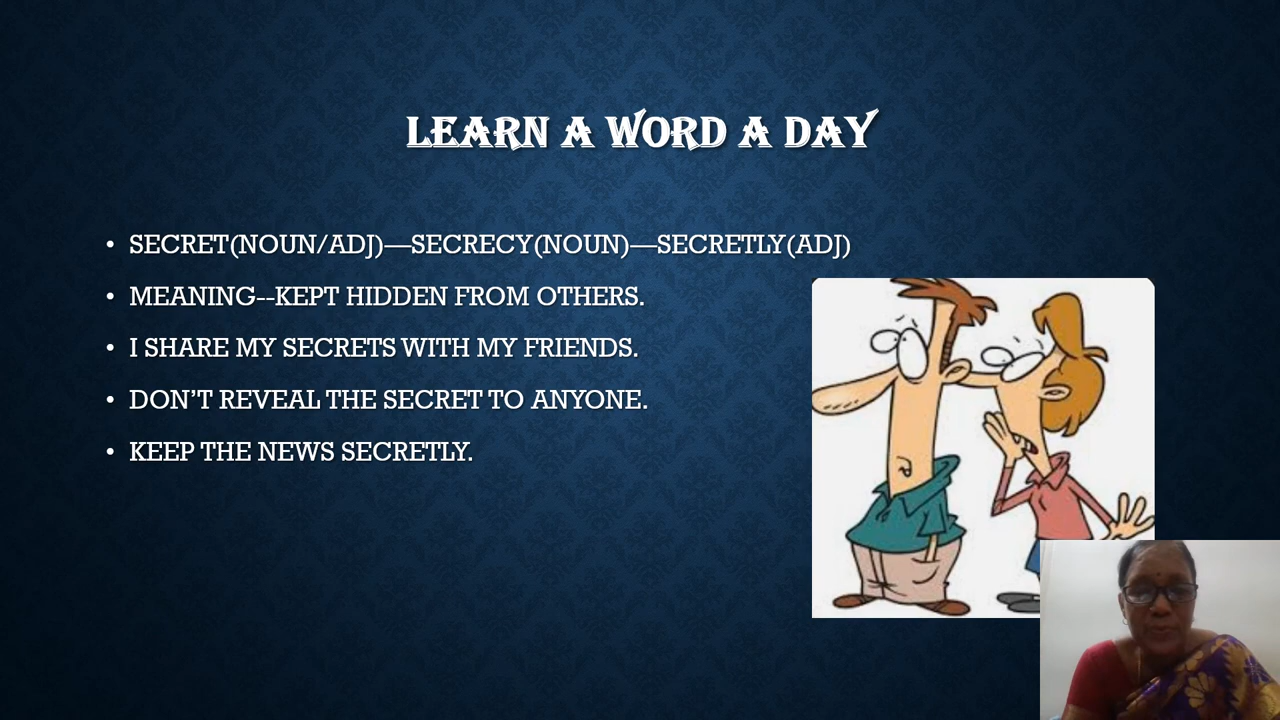 LEARN A WORD A DAY
• SECRET(NOUN/ADJ)—SECRECY(NOUN)—SECRETLY(ADJ)
• MEANING--KEPT HIDDEN FROM OTHERS.
• I SHARE MY SECRETS WITH MY FRIENDS.
• DON'T REVEAL THE SECRET TO ANYONE.
• KEEP THE NEWS SECRETLY.